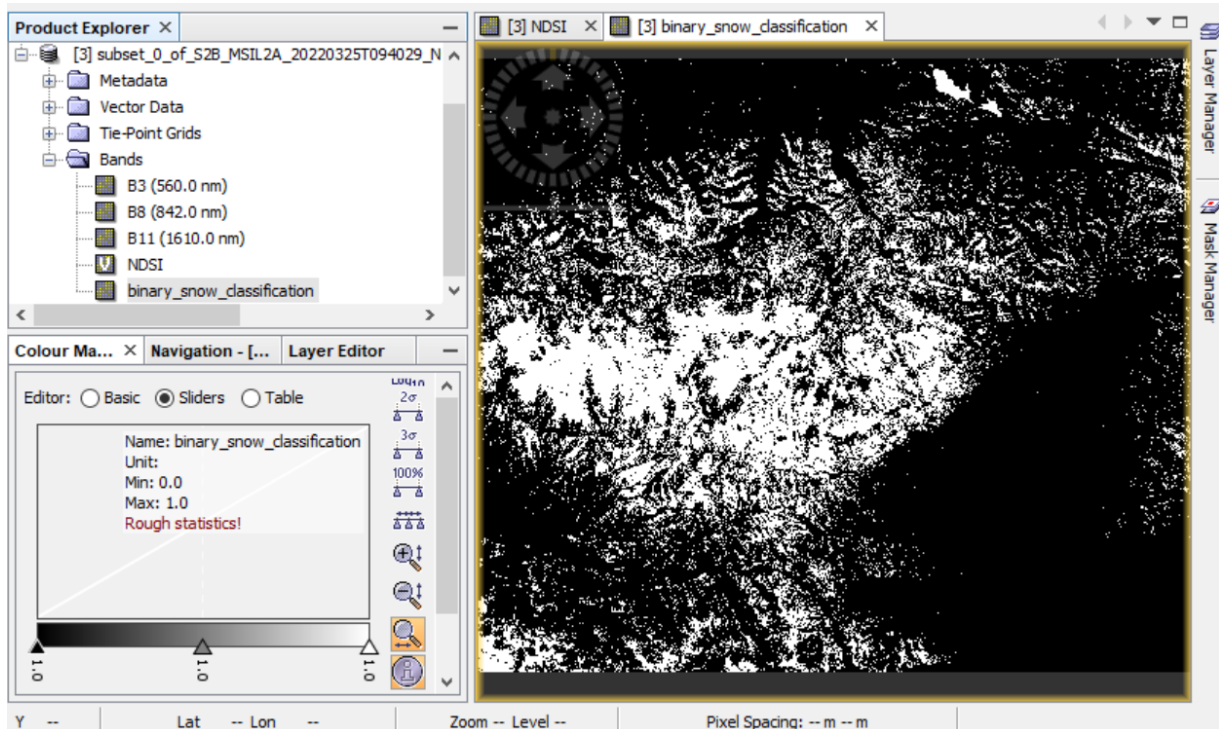 Product Explorer ×
[3] subset_0_of_S2B_MSIL2A_20220325T094029_N
Metadata
Vector Data
Tie-Point Grids
Bands
B3 (560.0 nm)
B8 (842.0 nm)
B11 (1610.0 nm)
NDSI
binary_snow_classification
Colour Ma... × Navigation - [... Layer Editor
Editor: Basic Sliders Table
Name: binary_snow_classification
Unit:
Min: 0.0
Max: 1.0
Rough statistics!
1.0 1.0 1.0
2σ
3σ
100%
[3] NDSI × [3] binary_snow_classification ×
Layer Manager
Mask Manager
Y -- Lat -- Lon -- Zoom -- Level -- Pixel Spacing: -- m -- m